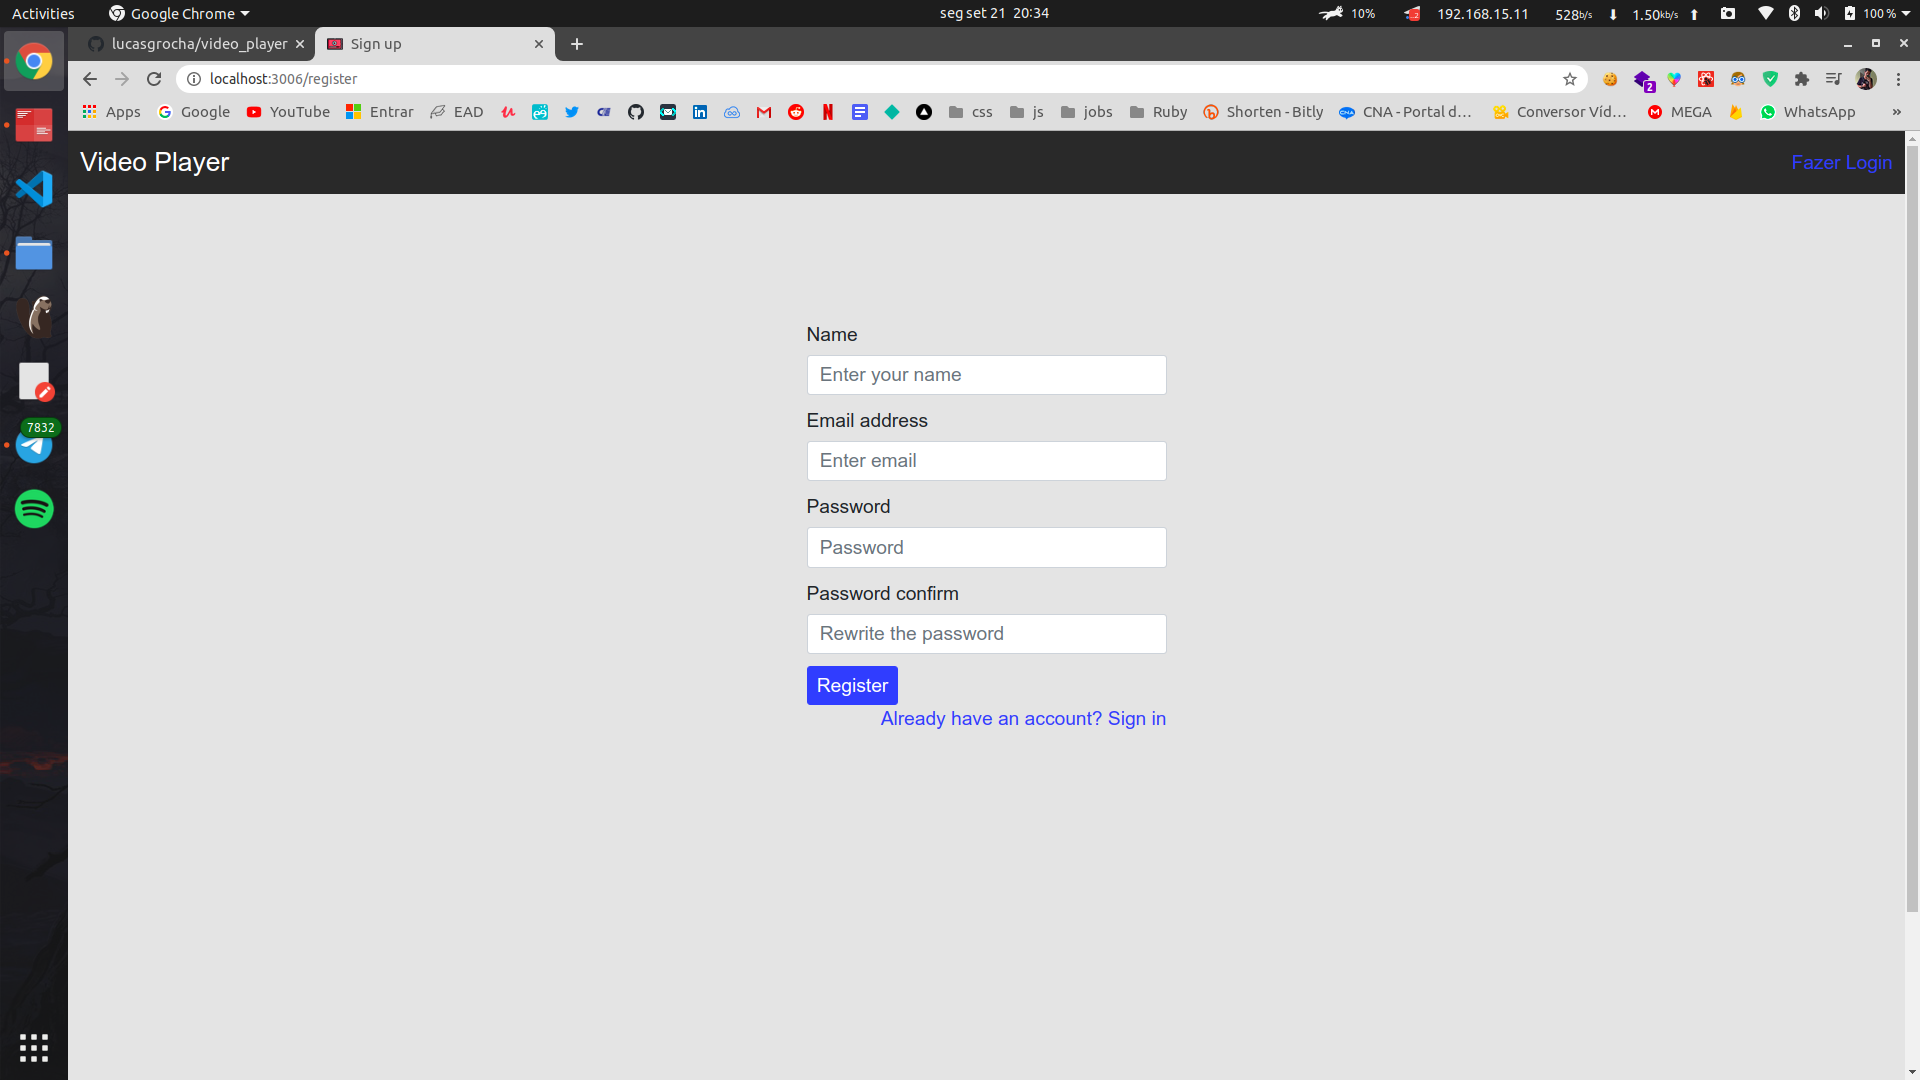 Activities Google Chrome seg set 21 20:34 10% 192.168.15.11 528b/s 1.50kb/s 100 %
lucasgrocha/video_player Sign up
localhost:3006/register
2
Apps Google YouTube Entrar EAD css js jobs Ruby Shorten - Bitly CNA - Portal d... Conversor Víd... MEGA WhatsApp »
Video Player Fazer Login
Name
Enter your name
Email address
Enter email
7832
Password
Password
Password confirm
Rewrite the password
Register
Already have an account? Sign in